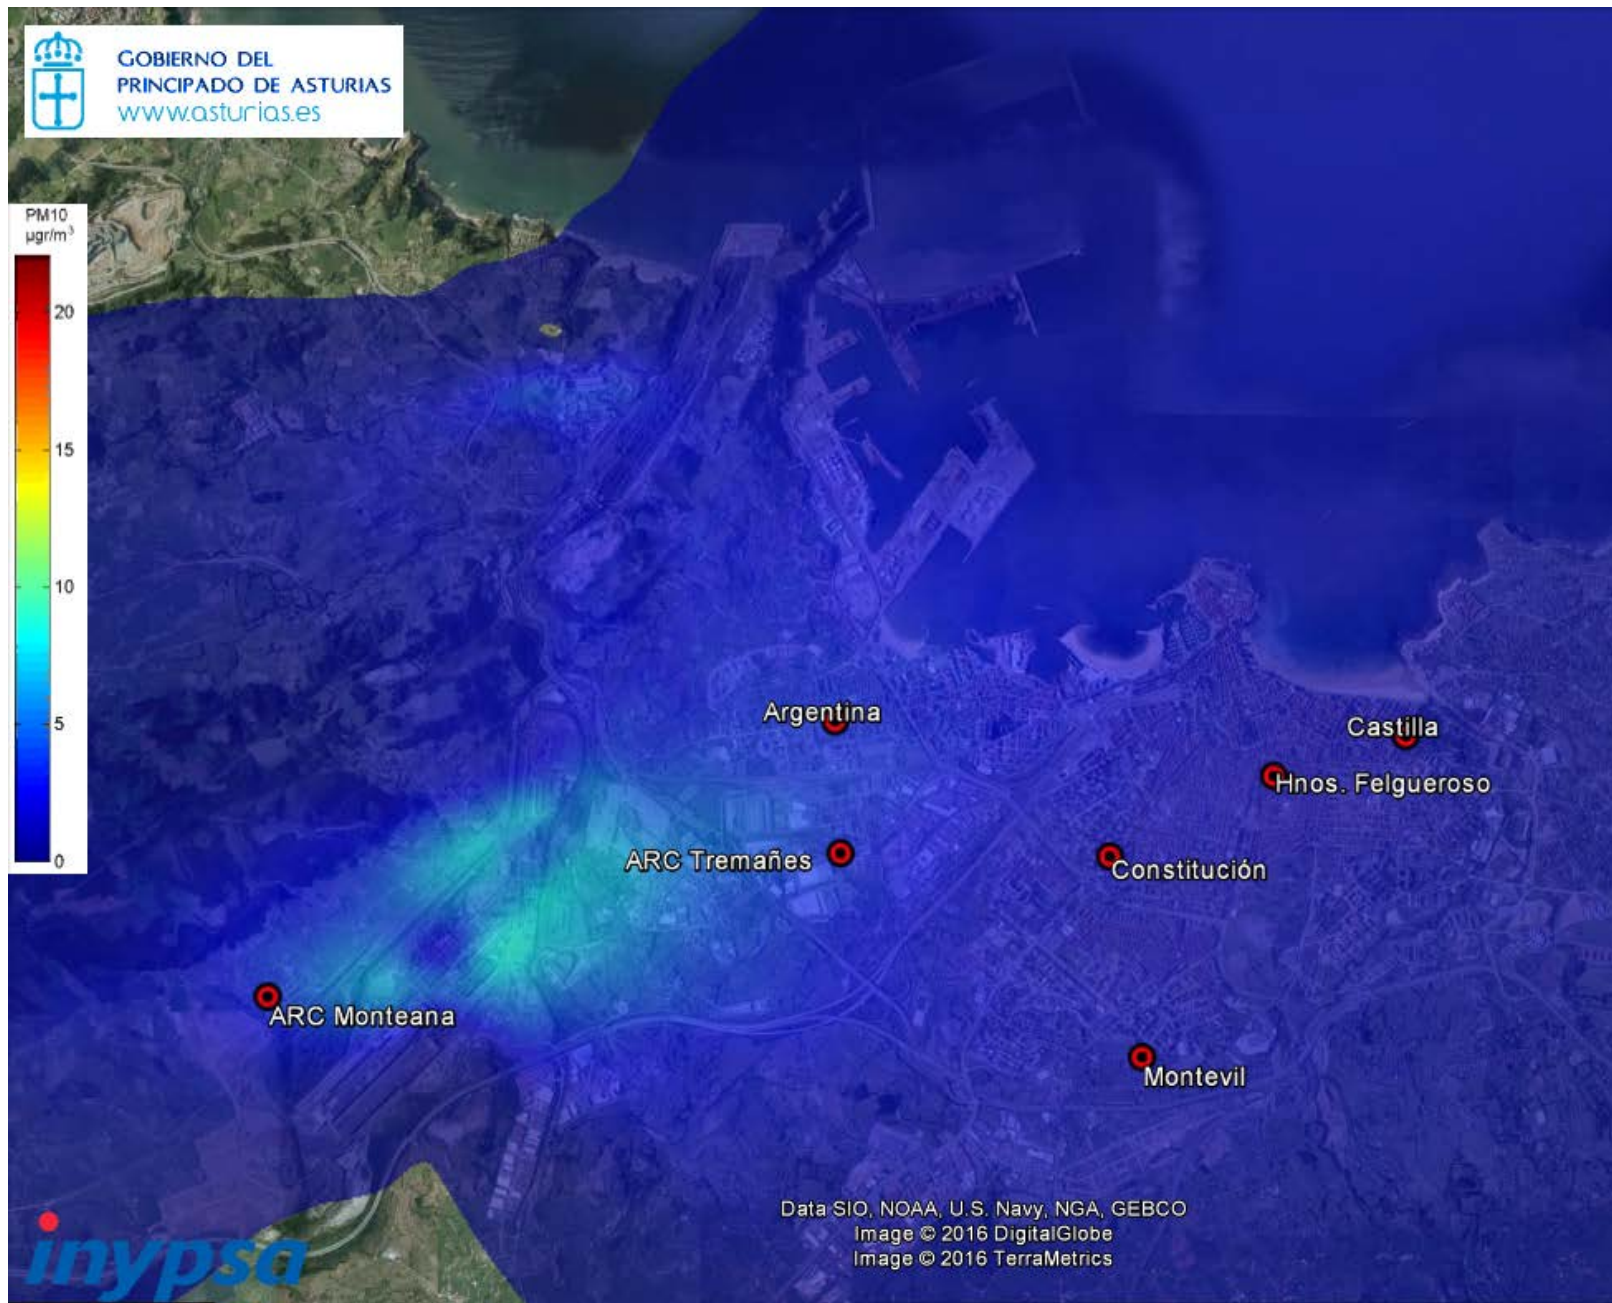 GOBIERNO DEL
PRINCIPADO DE ASTURIAS
www.asturias.es
PM10
µgr/m³
20
15
10
5
0
Argentina
Castilla
Hnos. Felgueroso
ARC Tremañes
Constitución
ARC Monteana
Montevil
Data SIO, NOAA, U.S. Navy, NGA, GEBCO
Image © 2016 DigitalGlobe
Image © 2016 TerraMetrics
inypsa